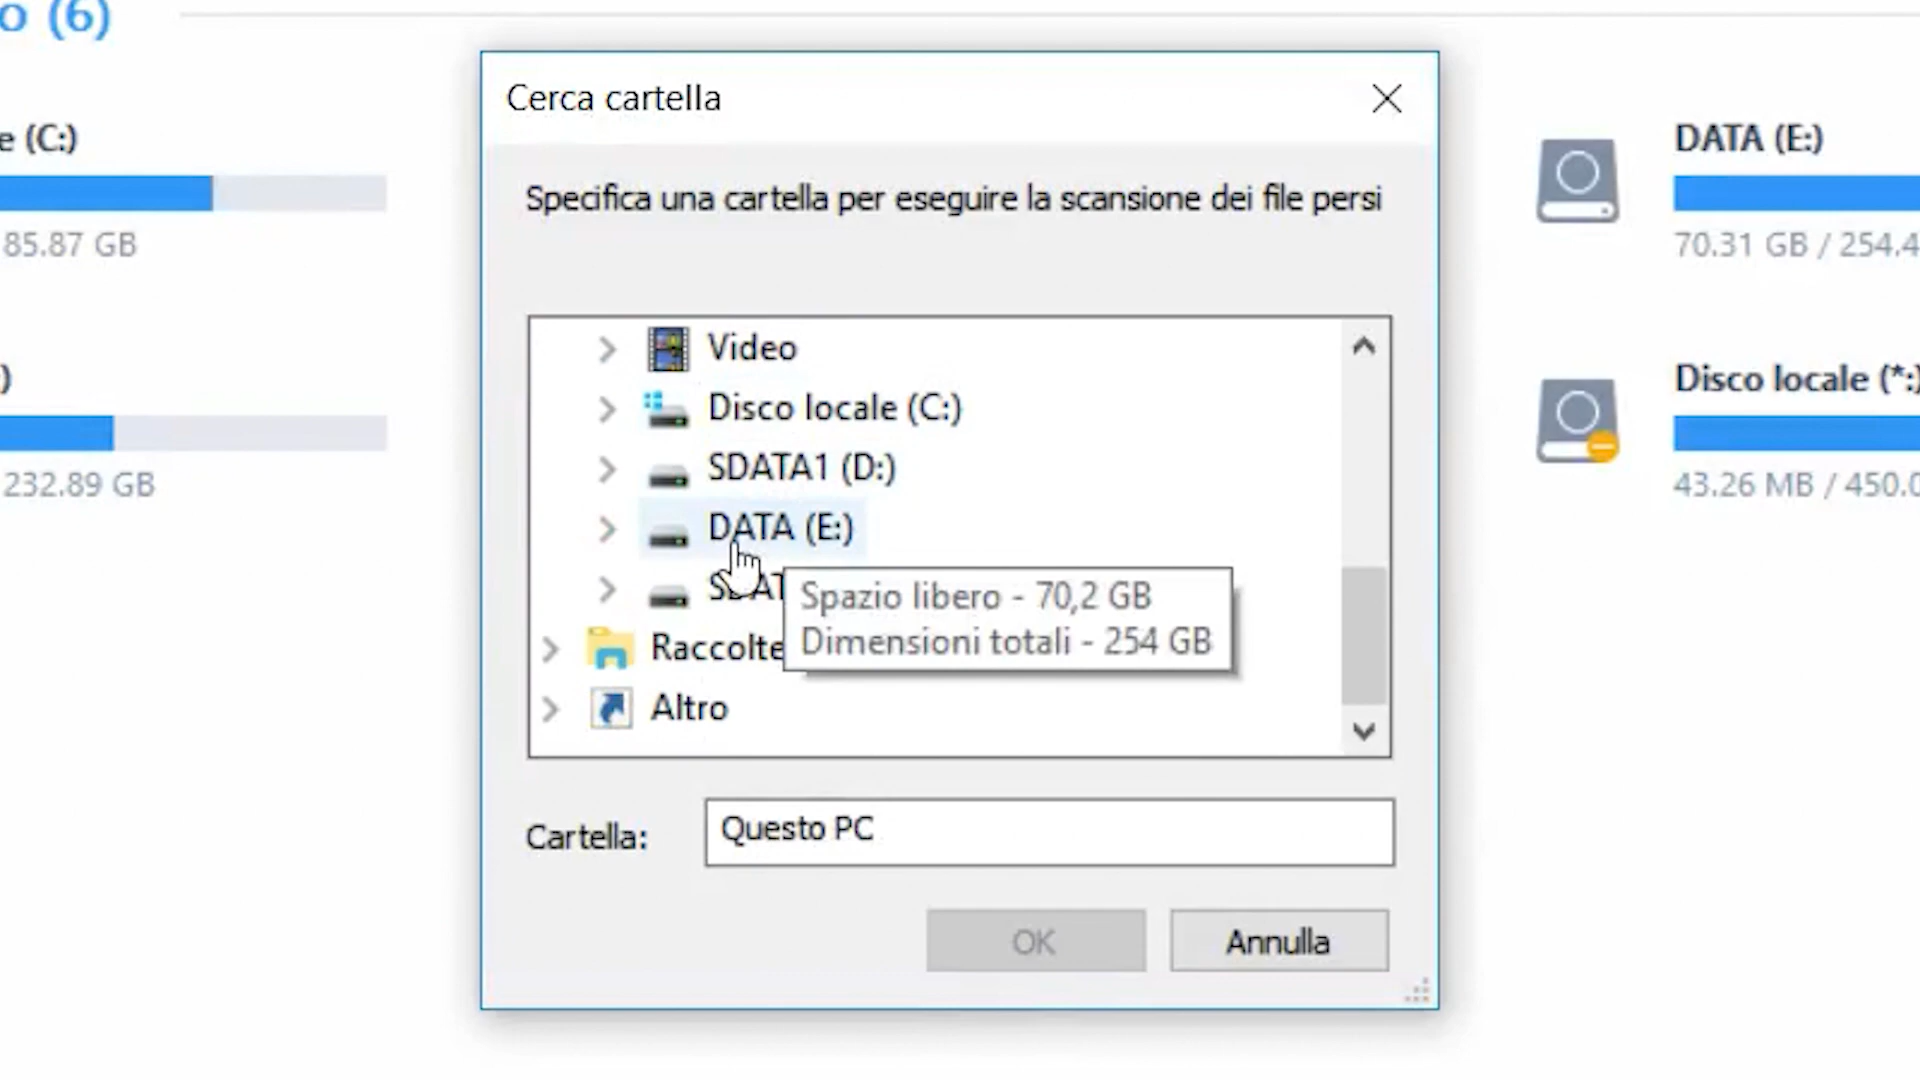 o (6)
e (C:)
85.87 GB
)
232.89 GB
Cerca cartella
Specifica una cartella per eseguire la scansione dei file persi
Video
Disco locale (C:)
SDATA1 (D:)
DATA (E:)
Spazio libero - 70,2 GB
Dimensioni totali - 254 GB
Raccolte
Altro
Cartella:
Questo PC
OK
Annulla
DATA (E:)
70.31 GB / 254.4
Disco locale (*:)
43.26 MB / 450.0